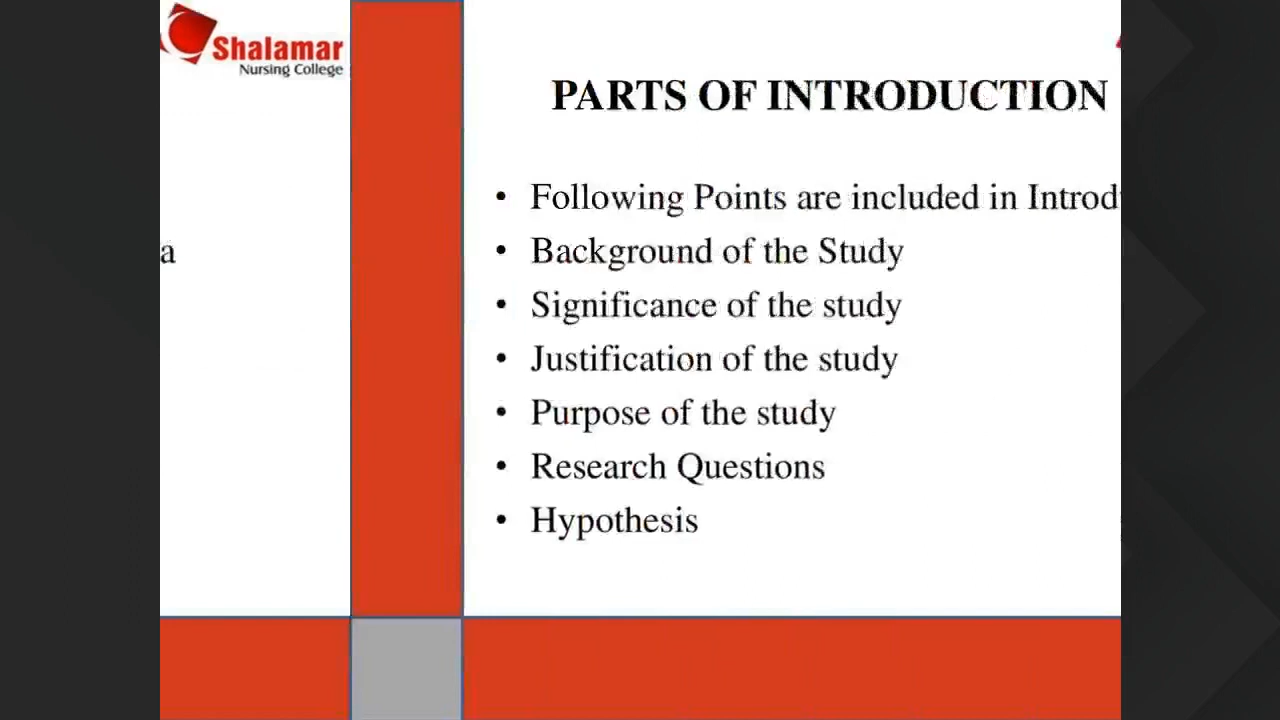 Shalamar
Nursing College
a
PARTS OF INTRODUCTION
• Following Points are included in Introd
• Background of the Study
• Significance of the study
• Justification of the study
• Purpose of the study
• Research Questions
• Hypothesis